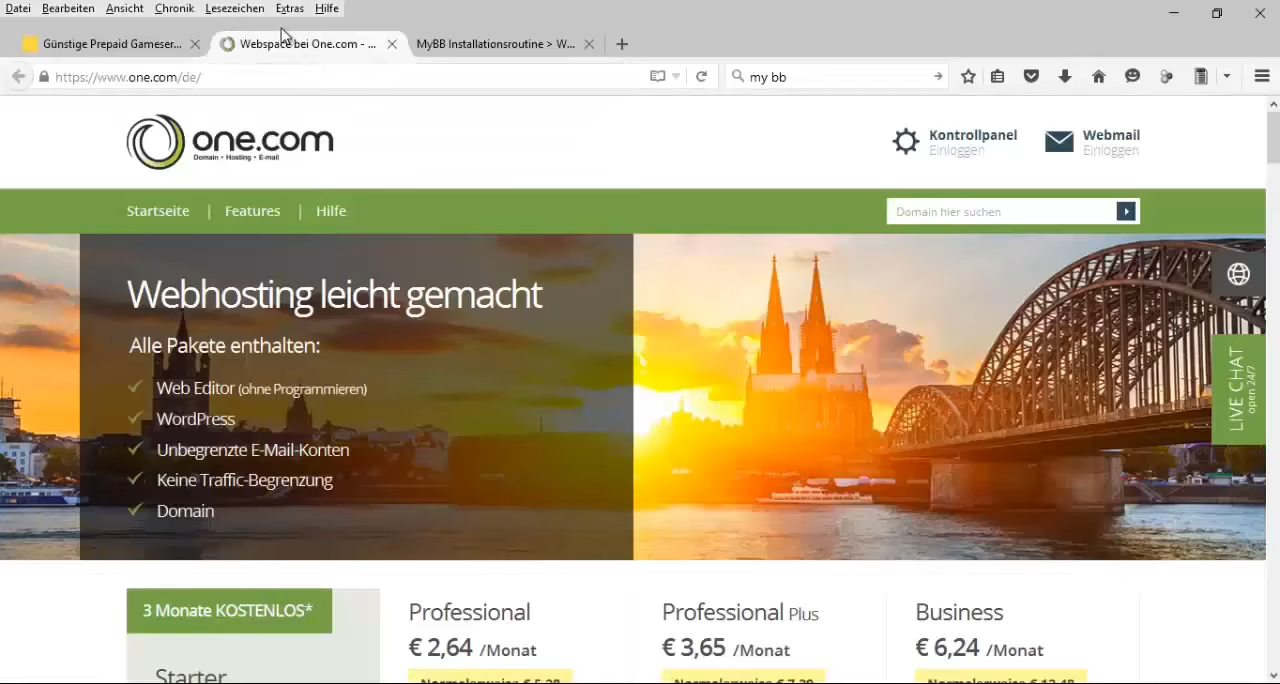 Datei Bearbeiten Ansicht Chronik Lesezeichen Extras Hilfe
Günstige Prepaid Gameser... Webspace bei One.com - ... MyBB Installationsroutine > W...
https://www.one.com/de/ my bb
one.com
Domain • Hosting • E-mail
Kontrollpanel
Einloggen
Webmail
Einloggen
Startseite | Features | Hilfe
Domain hier suchen
Webhosting leicht gemacht
Alle Pakete enthalten:
Web Editor (ohne Programmieren)
WordPress
Unbegrenzte E-Mail-Konten
Keine Traffic-Begrenzung
Domain
LIVE CHAT
open 24/7
3 Monate KOSTENLOS*
Starter
Professional
€ 2,64 /Monat
Professional Plus
€ 3,65 /Monat
Business
€ 6,24 /Monat